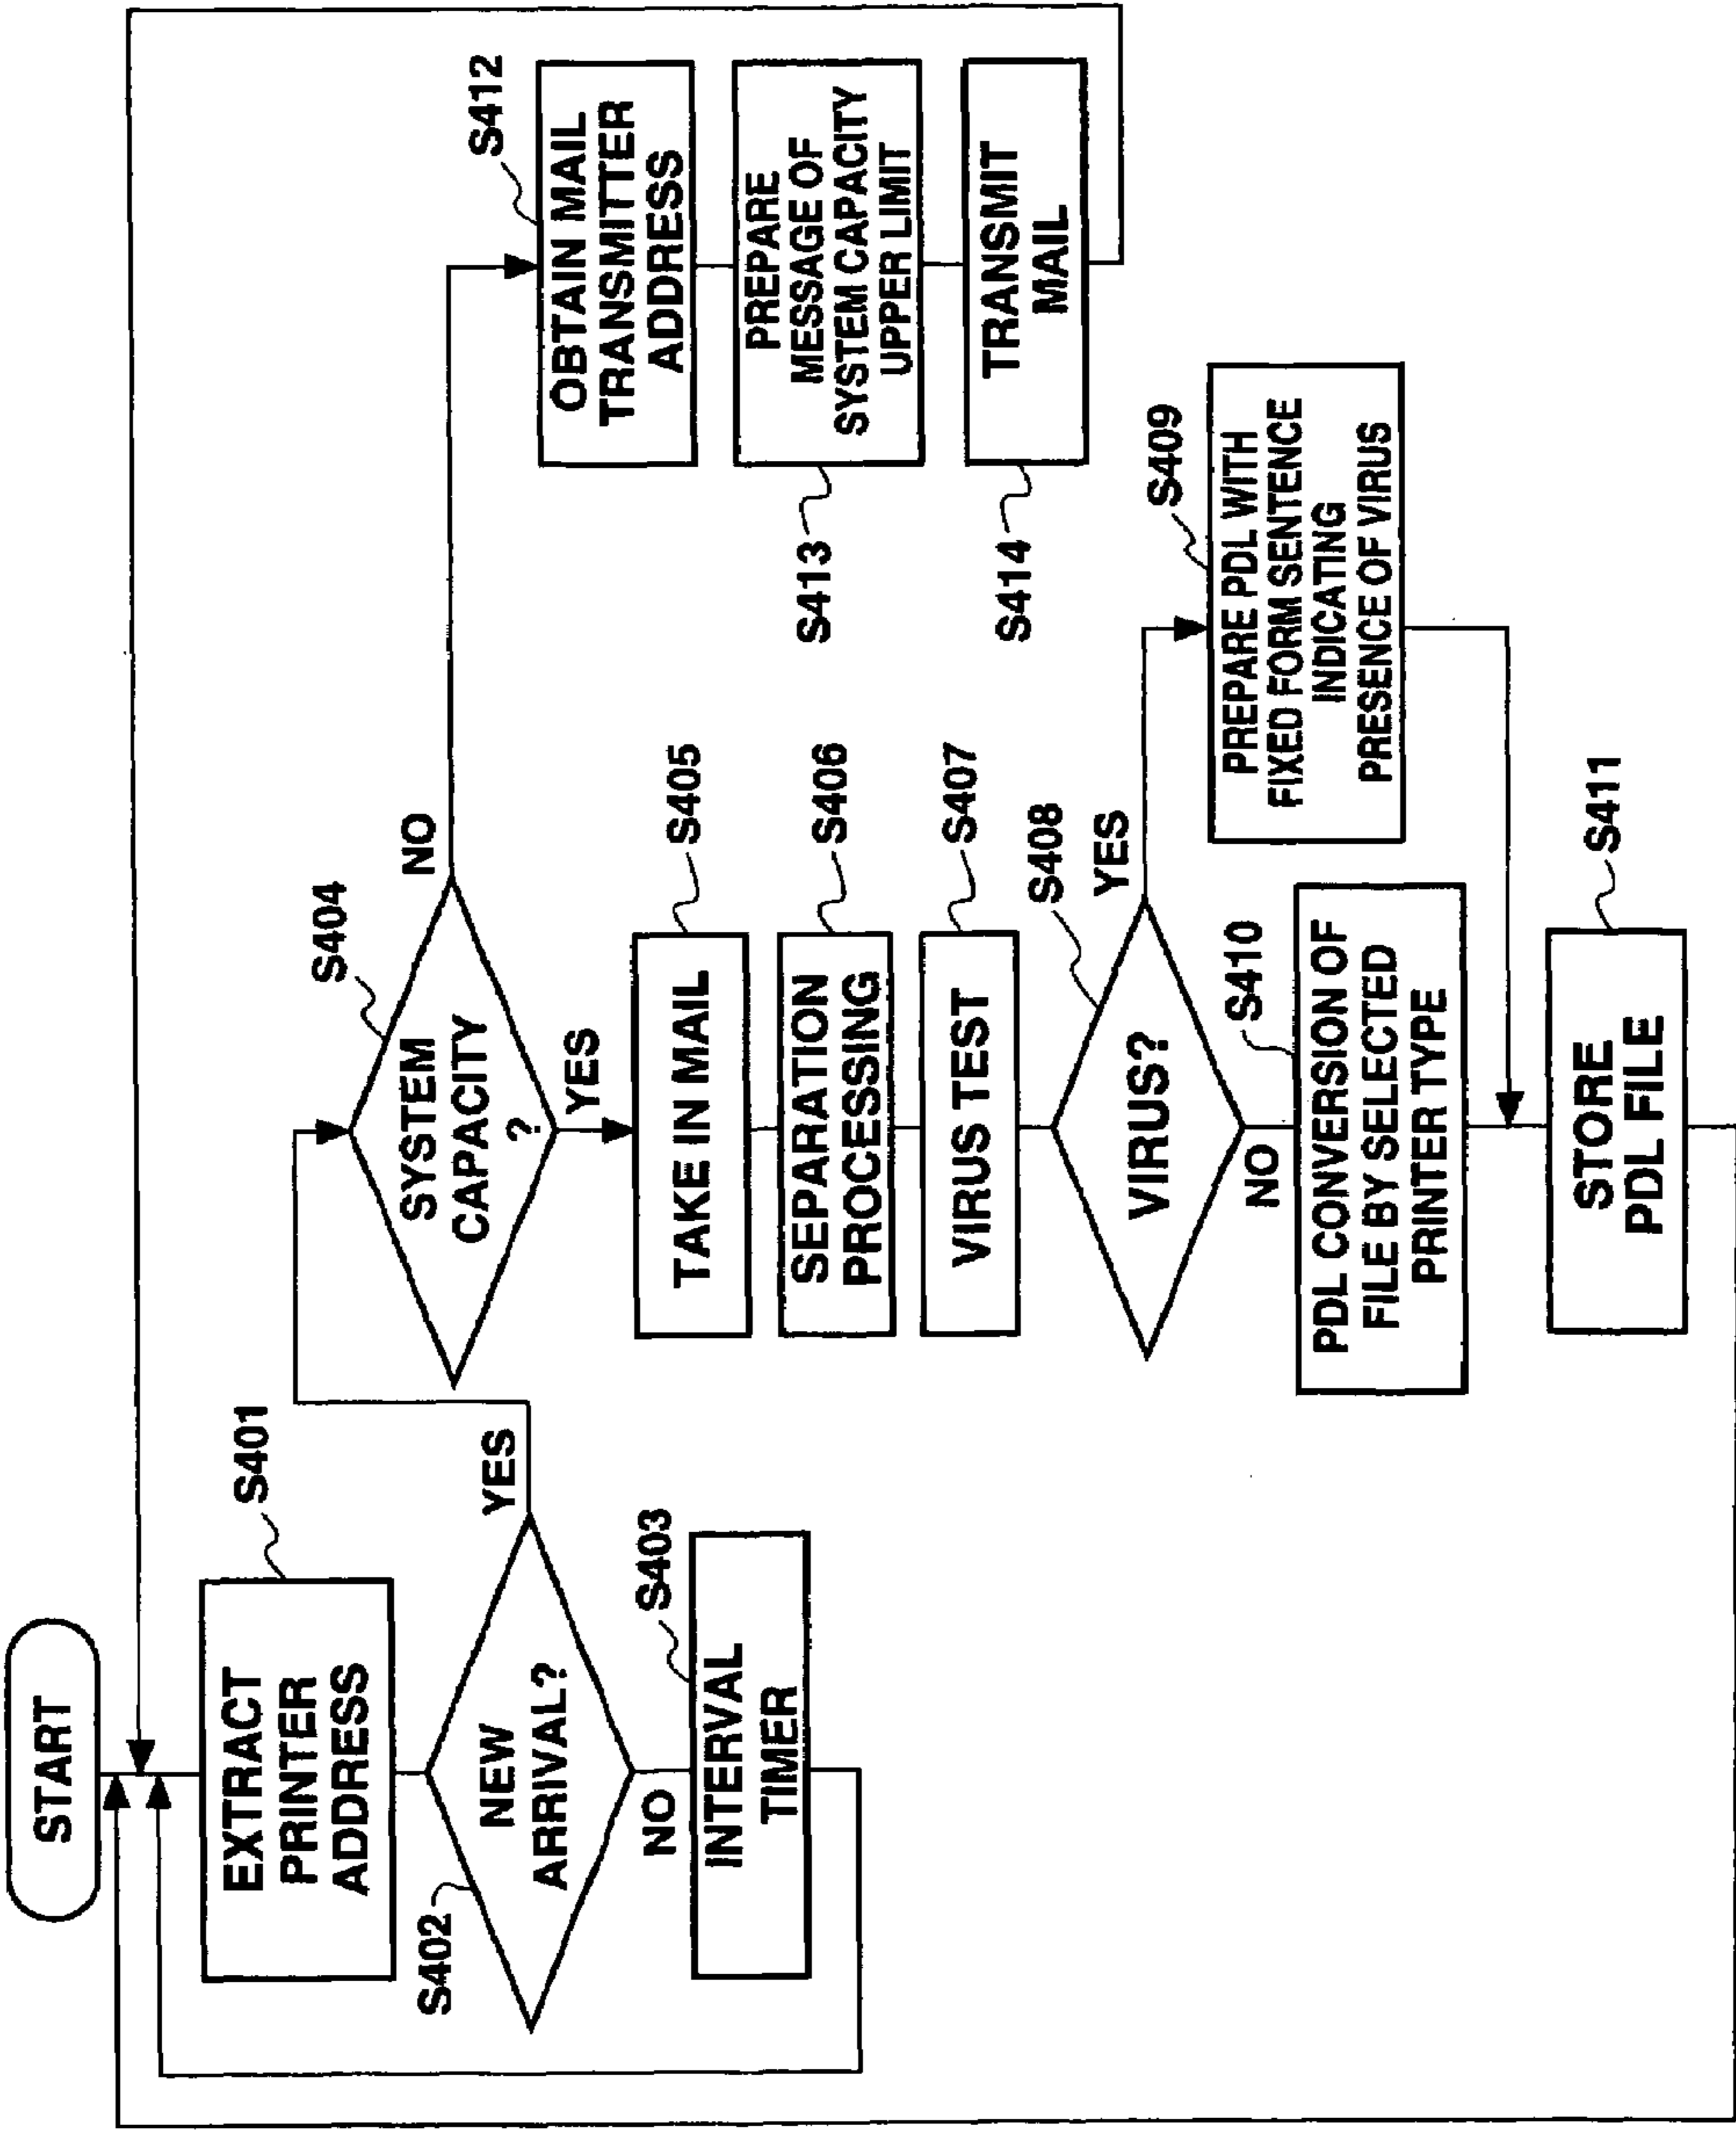 START
S401
EXTRACT
PRINTER
ADDRESS
S402
NEW
ARRIVAL?
YES
NO
S403
INTERVAL
TIMER
S404
SYSTEM
CAPACITY
?
NO
YES
S405
TAKE IN MAIL
S406
SEPARATION
PROCESSING
S407
VIRUS TEST
S408
VIRUS?
YES
NO
S409
PREPARE PDL WITH
FIXED FORM SENTENCE
INDICATING
PRESENCE OF VIRUS
S410
PDL CONVERSION OF
FILE BY SELECTED
PRINTER TYPE
S411
STORE
PDL FILE
S412
OBTAIN MAIL
TRANSMITTER
ADDRESS
S413
PREPARE
MESSAGE OF
SYSTEM CAPACITY
UPPER LIMIT
S414
TRANSMIT
MAIL